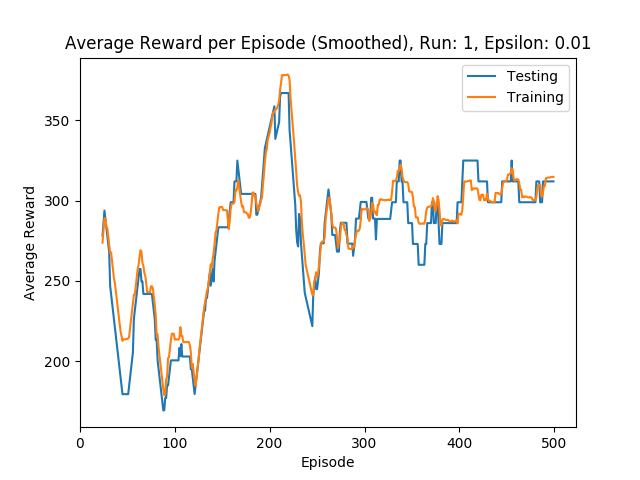 Average Reward per Episode (Smoothed), Run: 1, Epsilon: 0.01
Testing
Training
350
300
250
200
Average Reward
0 100 200 300 400 500
Episode